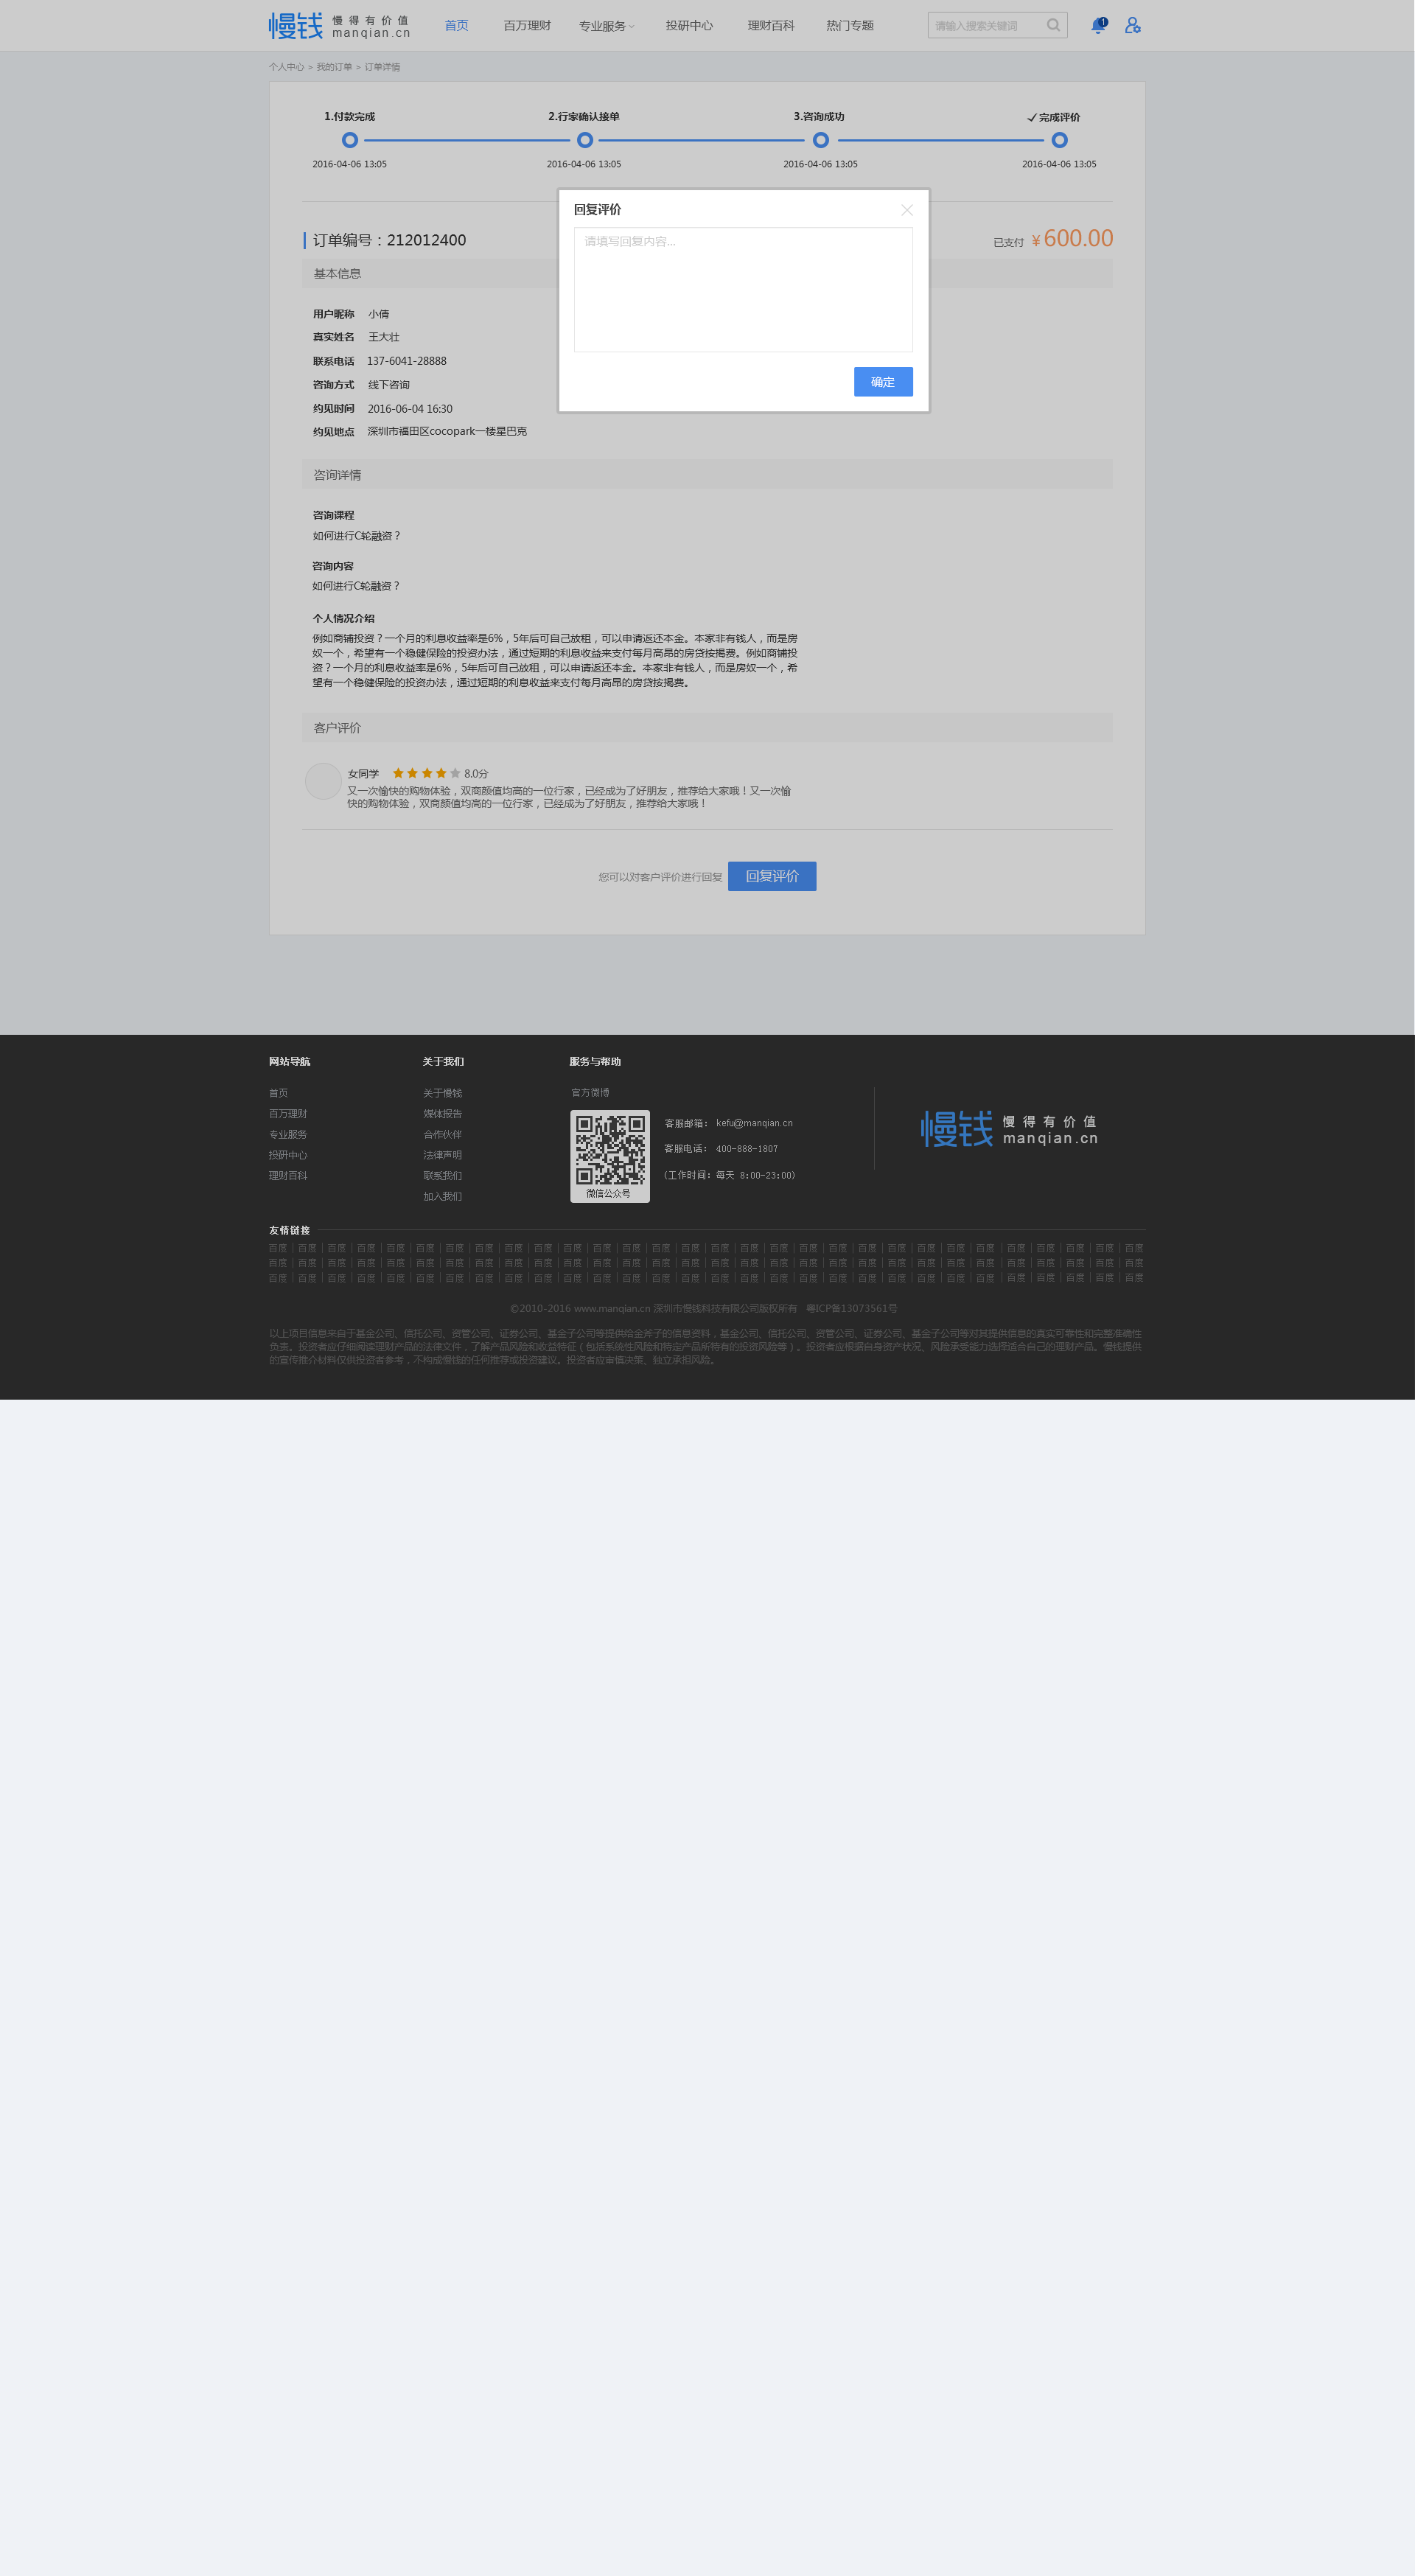 慢钱 慢得有价值
manqian.cn
首页 百万理财 专业服务 投研中心 理财百科 热门专题 请输入搜索关键词 1
个人中心 > 我的订单 > 订单详情
1.付款完成 2.行家确认接单 3.咨询成功 完成评价
2016-04-06 13:05 2016-04-06 13:05 2016-04-06 13:05 2016-04-06 13:05
回复评价
请填写回复内容...
确定
订单编号：212012400 已支付 ¥600.00
基本信息
用户昵称 小倩
真实姓名 王大壮
联系电话 137-6041-28888
咨询方式 线下咨询
约见时间 2016-06-04 16:30
约见地点 深圳市福田区cocopark一楼星巴克
咨询详情
咨询课程
如何进行C轮融资？
咨询内容
如何进行C轮融资？
个人情况介绍
例如商铺投资？一个月的利息收益率是6%，5年后可自己放租，可以申请返还本金。本家非有钱人，而是房
奴一个，希望有一个稳健保险的投资办法，通过短期的利息收益来支付每月高昂的房贷按揭费。例如商铺投
资？一个月的利息收益率是6%，5年后可自己放租，可以申请返还本金。本家非有钱人，而是房奴一个，希
望有一个稳健保险的投资办法，通过短期的利息收益来支付每月高昂的房贷按揭费。
客户评价
女同学 8.0分
又一次愉快的购物体验，双商颜值均高的一位行家，已经成为了好朋友，推荐给大家哦！又一次愉
快的购物体验，双商颜值均高的一位行家，已经成为了好朋友，推荐给大家哦！
您可以对客户评价进行回复 回复评价
网站导航 关于我们 服务与帮助
首页 关于慢钱 官方微博
百万理财 媒体报告
专业服务 合作伙伴
投研中心 法律声明
理财百科 联系我们
加入我们
微信公众号
客服邮箱： kefu@manqian.cn
客服电话： 400-888-1807
(工作时间：每天 8:00-23:00)
慢钱 慢得有价值
manqian.cn
友情链接
百度 百度 百度 百度 百度 百度 百度 百度 百度 百度 百度 百度 百度 百度 百度 百度 百度 百度 百度 百度 百度 百度 百度 百度 百度 百度 百度 百度 百度 百度
百度 百度 百度 百度 百度 百度 百度 百度 百度 百度 百度 百度 百度 百度 百度 百度 百度 百度 百度 百度 百度 百度 百度 百度 百度 百度 百度 百度 百度 百度
百度 百度 百度 百度 百度 百度 百度 百度 百度 百度 百度 百度 百度 百度 百度 百度 百度 百度 百度 百度 百度 百度 百度 百度 百度 百度 百度 百度 百度 百度
©2010-2016 www.manqian.cn 深圳市慢钱科技有限公司版权所有 粤ICP备13073561号
以上项目信息来自于基金公司、信托公司、资管公司、证券公司、基金子公司等提供给金斧子的信息资料，基金公司、信托公司、资管公司、证券公司、基金子公司等对其提供信息的真实可靠性和完整准确性
负责。投资者应仔细阅读理财产品的法律文件，了解产品风险和收益特征（包括系统性风险和特定产品所特有的投资风险等）。投资者应根据自身资产状况、风险承受能力选择适合自己的理财产品。慢钱提供
的宣传推介材料仅供投资者参考，不构成慢钱的任何推荐或投资建议。投资者应审慎决策、独立承担风险。